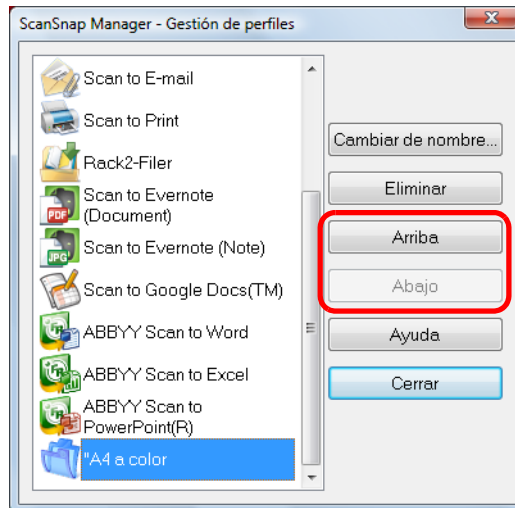 ScanSnap Manager - Gestión de perfiles
Scan to E-mail
Scan to Print
Rack2-Filer
Scan to Evernote
(Document)
Scan to Evernote (Note)
Scan to Google Docs(TM)
ABBYY Scan to Word
ABBYY Scan to Excel
ABBYY Scan to
PowerPoint(R)
"A4 a color
Cambiar de nombre...
Eliminar
Arriba
Abajo
Ayuda
Cerrar
PDF
JPG